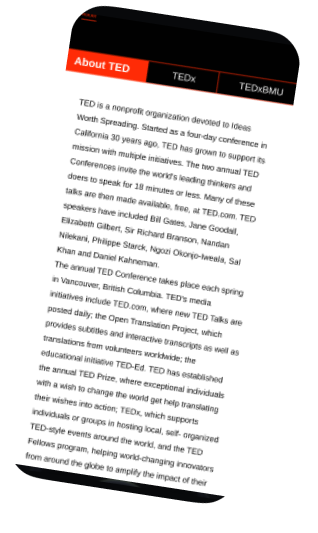 About TED
TEDx
TEDxBMU
TED is a nonprofit organization devoted to Ideas
Worth Spreading. Started as a four-day conference in
California 30 years ago, TED has grown to support its
mission with multiple initiatives. The two annual TED
Conferences invite the world's leading thinkers and
doers to speak for 18 minutes or less. Many of these
talks are then made available, free, at TED.com. TED
speakers have included Bill Gates, Jane Goodall,
Elizabeth Gilbert, Sir Richard Branson, Nandan
Nilekani, Philippe Starck, Ngozi Okonjo-Iweala, Sal
Khan and Daniel Kahneman.
The annual TED Conference takes place each spring
in Vancouver, British Columbia. TED's media
initiatives include TED.com, where new TED Talks are
posted daily; the Open Translation Project, which
provides subtitles and interactive transcripts as well as
translations from volunteers worldwide; the
educational initiative TED-Ed. TED has established
the annual TED Prize, where exceptional individuals
with a wish to change the world get help translating
their wishes into action; TEDx, which supports
individuals or groups in hosting local, self- organized
TED-style events around the world, and the TED
Fellows program, helping world-changing innovators
from around the globe to amplify the impact of their